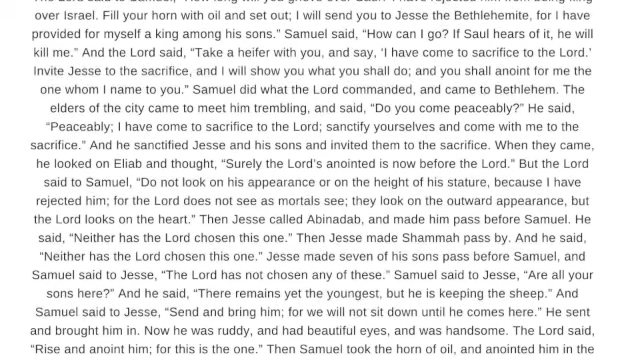 The Lord said to Samuel, “How long will you grieve over Saul? I have rejected him from being king
over Israel. Fill your horn with oil and set out; I will send you to Jesse the Bethlehemite, for I have
provided for myself a king among his sons.” Samuel said, “How can I go? If Saul hears of it, he will
kill me.” And the Lord said, “Take a heifer with you, and say, ‘I have come to sacrifice to the Lord.’
Invite Jesse to the sacrifice, and I will show you what you shall do; and you shall anoint for me the
one whom I name to you.” Samuel did what the Lord commanded, and came to Bethlehem. The
elders of the city came to meet him trembling, and said, “Do you come peaceably?” He said,
“Peaceably; I have come to sacrifice to the Lord; sanctify yourselves and come with me to the
sacrifice.” And he sanctified Jesse and his sons and invited them to the sacrifice. When they came,
he looked on Eliab and thought, “Surely the Lord’s anointed is now before the Lord.” But the Lord
said to Samuel, “Do not look on his appearance or on the height of his stature, because I have
rejected him; for the Lord does not see as mortals see; they look on the outward appearance, but
the Lord looks on the heart.” Then Jesse called Abinadab, and made him pass before Samuel. He
said, “Neither has the Lord chosen this one.” Then Jesse made Shammah pass by. And he said,
“Neither has the Lord chosen this one.” Jesse made seven of his sons pass before Samuel, and
Samuel said to Jesse, “The Lord has not chosen any of these.” Samuel said to Jesse, “Are all your
sons here?” And he said, “There remains yet the youngest, but he is keeping the sheep.” And
Samuel said to Jesse, “Send and bring him; for we will not sit down until he comes here.” He sent
and brought him in. Now he was ruddy, and had beautiful eyes, and was handsome. The Lord said,
“Rise and anoint him; for this is the one.” Then Samuel took the horn of oil, and anointed him in the